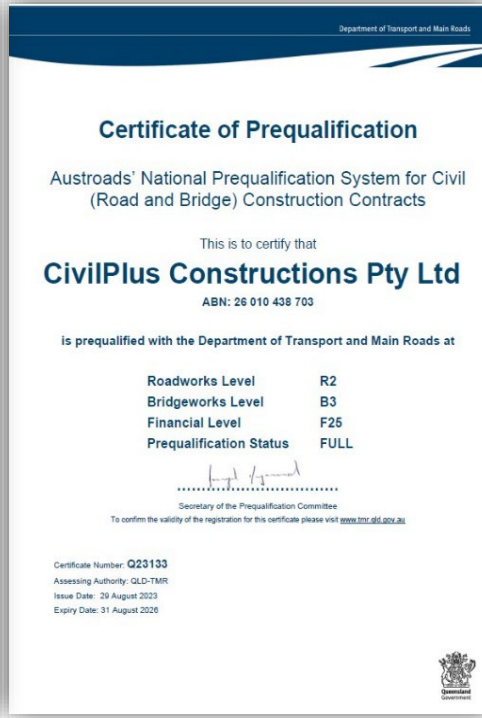 Department of Transport and Main Roads
Certificate of Prequalification
Austroads' National Prequalification System for Civil
(Road and Bridge) Construction Contracts
This is to certify that
CivilPlus Constructions Pty Ltd
ABN: 26 010 438 703
is prequalified with the Department of Transport and Main Roads at
Roadworks Level R2
Bridgeworks Level B3
Financial Level F25
Prequalification Status FULL
Secretary of the Prequalification Committee
To confirm the validity of the registration for this certificate please visit www.tmr.qld.gov.au
Certificate Number: Q23133
Assessing Authority: QLD-TMR
Issue Date: 29 August 2023
Expiry Date: 31 August 2026
Queensland
Government